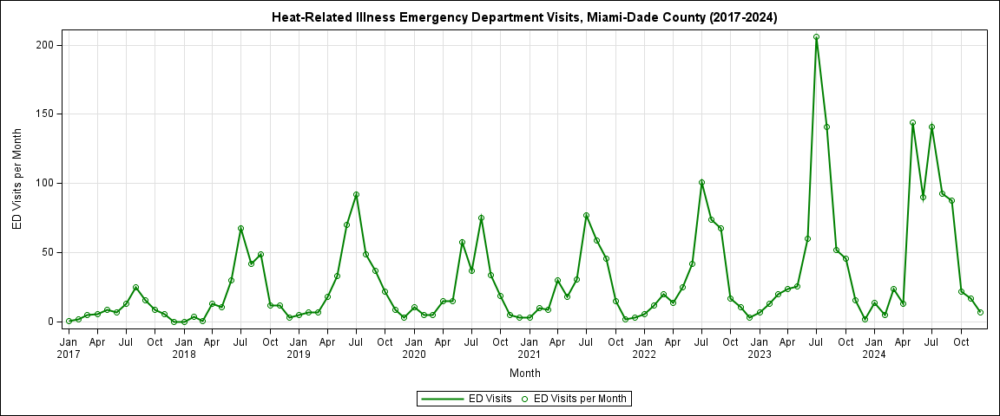 Heat-Related Illness Emergency Department Visits, Miami-Dade County (2017-2024)
ED Visits per Month
200
150
100
50
0
Jan Apr Jul Oct Jan Apr Jul Oct Jan Apr Jul Oct Jan Apr Jul Oct Jan Apr Jul Oct Jan Apr Jul Oct Jan Apr Jul Oct Jan Apr Jul Oct
2017 2018 2019 2020 2021 2022 2023 2024
Month
ED Visits ED Visits per Month